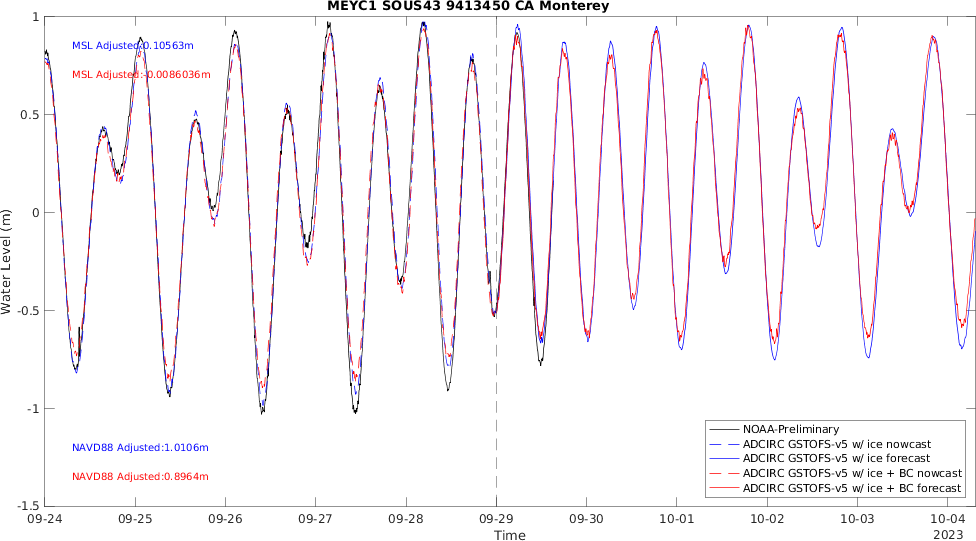 MEYC1 SOUS43 9413450 CA Monterey
1
MSL Adjusted:0.10563m
MSL Adjusted:-0.0086036m
0.5
0
Water Level (m)
-0.5
-1
NAVD88 Adjusted:1.0106m
NAVD88 Adjusted:0.8964m
NOAA-Preliminary
ADCIRC GSTOFS-v5 w/ ice nowcast
ADCIRC GSTOFS-v5 w/ ice forecast
ADCIRC GSTOFS-v5 w/ ice + BC nowcast
ADCIRC GSTOFS-v5 w/ ice + BC forecast
-1.5
09-24 09-25 09-26 09-27 09-28 09-29 09-30 10-01 10-02 10-03 10-04
Time
2023